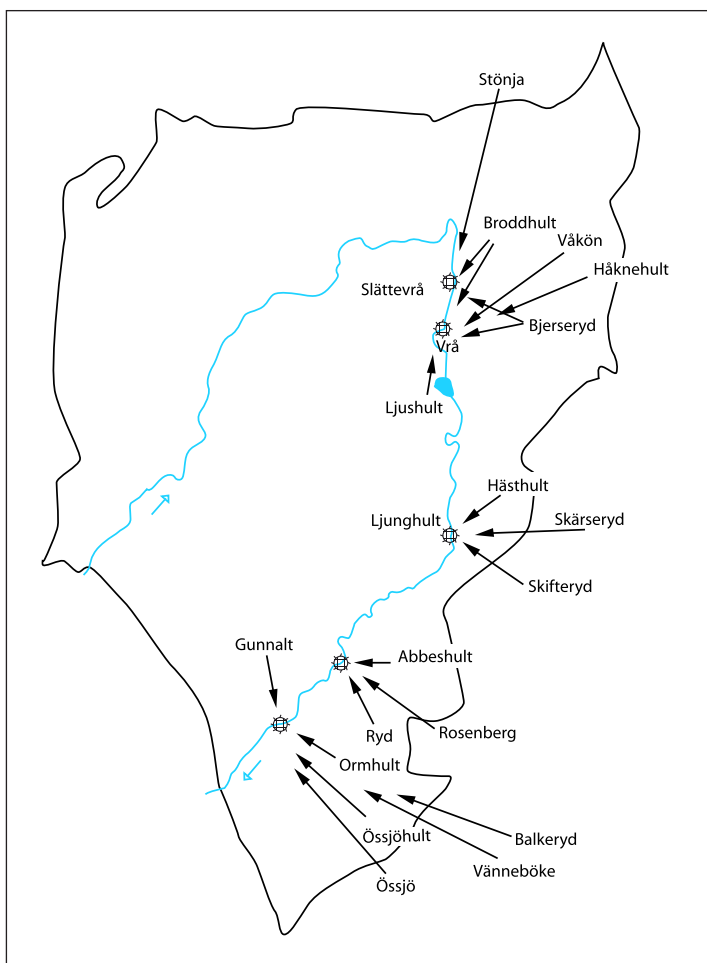 Stönja
Broddhult
Våkön
Håknehult
Slättevrå
Bjerseryd
Vrå
Ljushult
Hästhult
Ljunghult
Skärseryd
Skifteryd
Gunnalt
Abbeshult
Ryd
Rosenberg
Ormhult
Össjöhult
Balkeryd
Vänneböke
Össjö